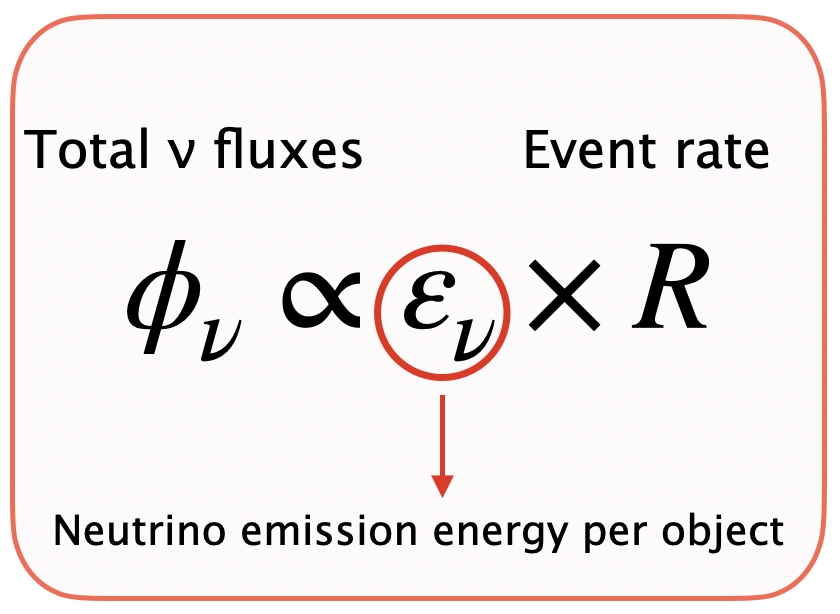 Total ν fluxes Event rate
ϕ_ν ∝ ε_ν × R
Neutrino emission energy per object